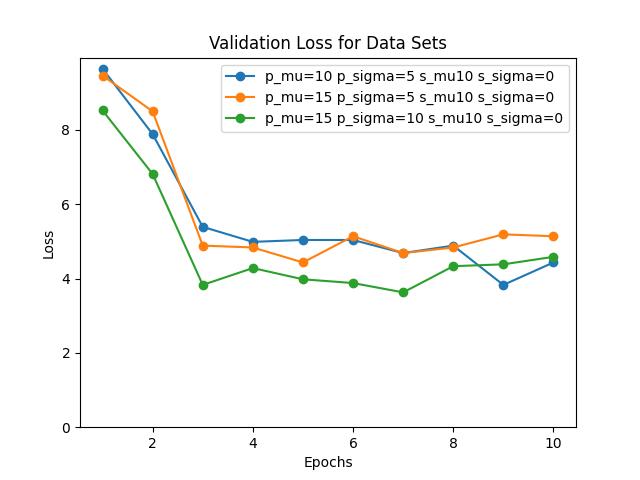 Validation Loss for Data Sets
p_mu=10 p_sigma=5 s_mu10 s_sigma=0
p_mu=15 p_sigma=5 s_mu10 s_sigma=0
p_mu=15 p_sigma=10 s_mu10 s_sigma=0
Loss
8
6
4
2
0
2 4 6 8 10
Epochs